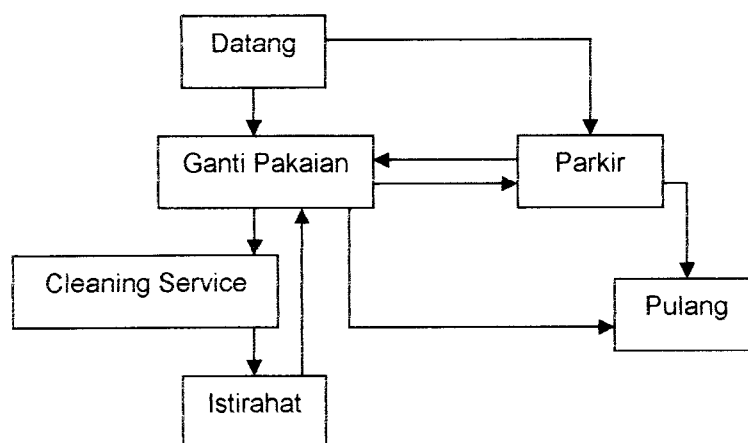 Datang
Ganti Pakaian
Parkir
Cleaning Service
Pulang
Istirahat